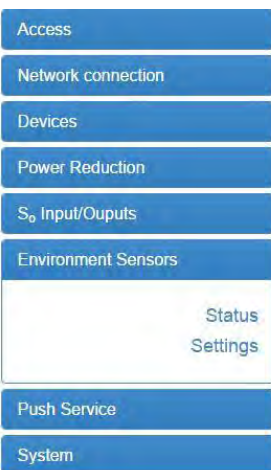 Access
Network connection
Devices
Power Reduction
S₀ Input/Ouputs
Environment Sensors
Status
Settings
Push Service
System